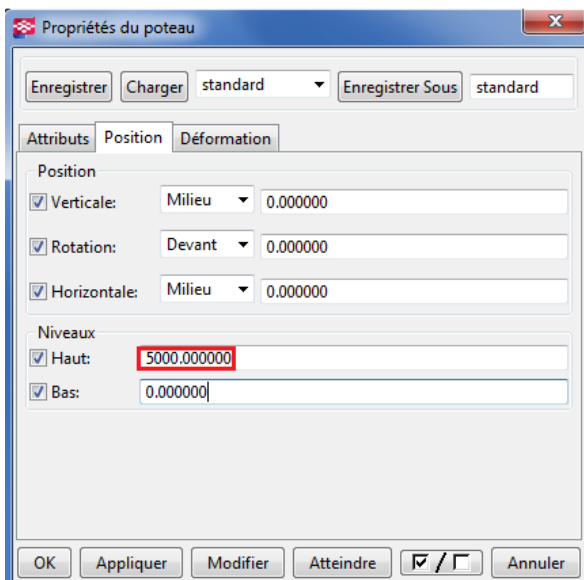 Propriétés du poteau
Enregistrer Charger standard Enregistrer Sous standard
Attributs Position Déformation
Position
Verticale: Milieu 0.000000
Rotation: Devant 0.000000
Horizontale: Milieu 0.000000
Niveaux
Haut: 5000.000000
Bas: 0.000000
OK Appliquer Modifier Atteindre / Annuler